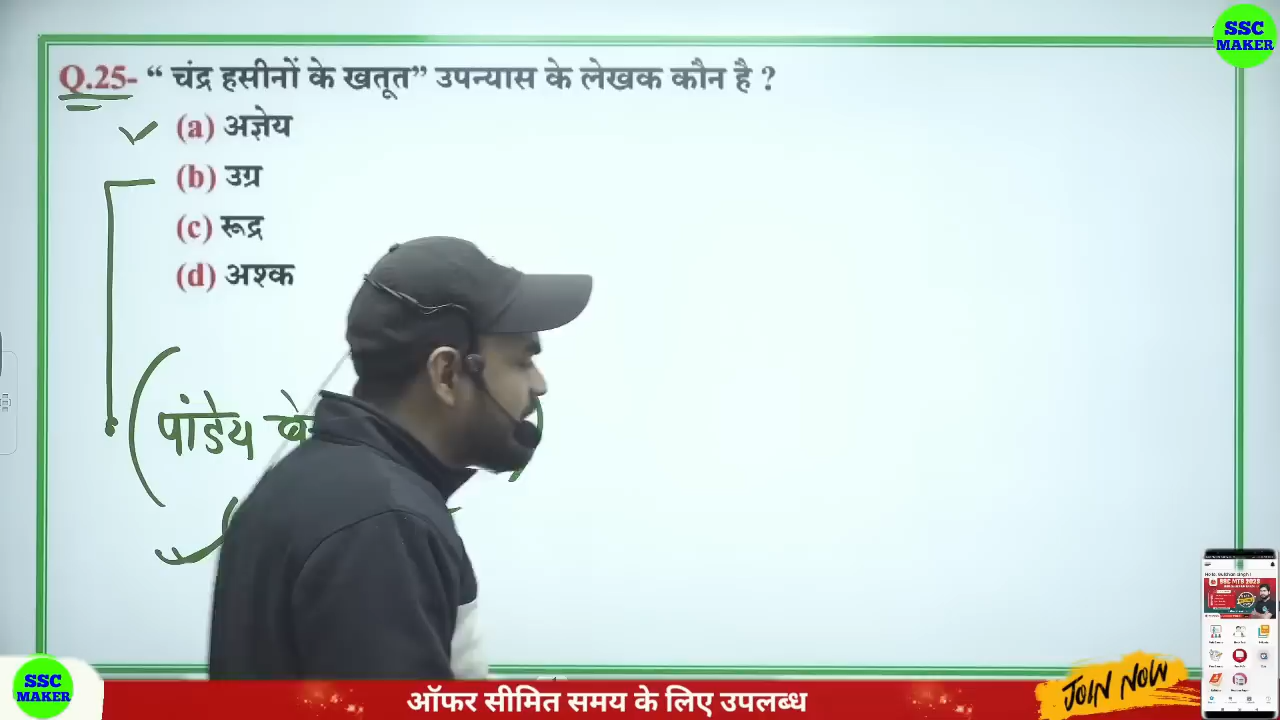 SSC
MAKER
Q.25- “ चंद्र हसीनों के खतूत” उपन्यास के लेखक कौन है ?
(a) अज्ञेय
(b) उग्र
(c) रूद्र
(d) अश्क
पांडेय
SSC
MAKER
ऑफर सीमित समय के लिए उपलब्ध
JOIN NOW